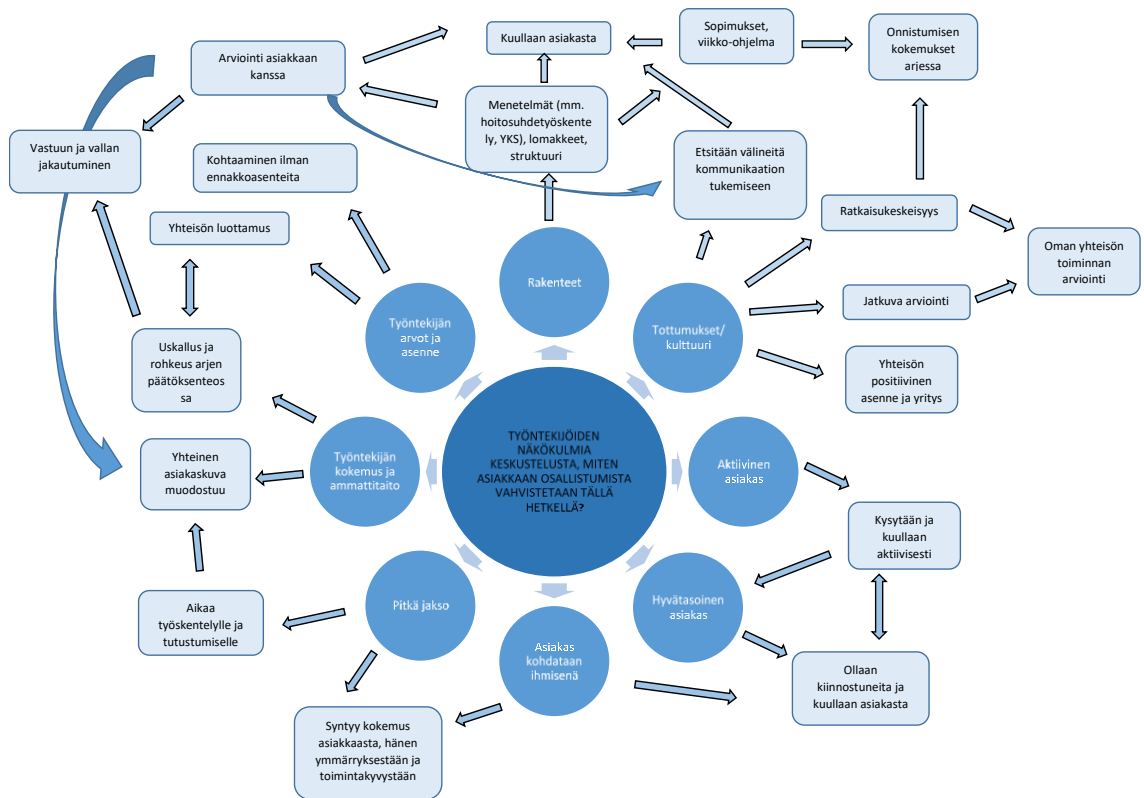 Kuullaan asiakasta
Sopimukset,
viikko-ohjelma
Onnistumisen
kokemukset
arjessa
Arviointi asiakkaan
kanssa
Menetelmät (mm.
hoitosuhdetyöskente
ly, YKS), lomakkeet,
struktuuri
Vastuun ja vallan
jakautuminen
Kohtaaminen ilman
ennakkoasenteita
Etsitään välineitä
kommunikaation
tukemiseen
Yhteisön luottamus
Ratkaisukeskeisyys
Oman yhteisön
toiminnan
arviointi
Rakenteet
Jatkuva arviointi
Työntekijän
arvot ja
asenne
Tottumukset/
kulttuuri
Uskallus ja
rohkeus arjen
päätöksenteos
sa
Yhteisön
positiivinen
asenne ja yritys
Yhteinen
asiakaskuva
muodostuu
Työntekijän
kokemus ja
ammattitaito
TYÖNTEKIJÖIDEN
NÄKÖKULMIA
KESKUSTELUSTA, MITEN
ASIAKKAAN OSALLISTUMISTA
VAHVISTETAAN TÄLLÄ
HETKELLÄ?
Aktiivinen
asiakas
Kysytään ja
kuullaan
aktiivisesti
Aikaa
työskentelylle ja
tutustumiselle
Pitkä jakso
Hyvätasoinen
asiakas
Asiakas
kohdataan
ihmisenä
Ollaan
kiinnostuneita ja
kuullaan asiakasta
Syntyy kokemus
asiakkaasta, hänen
ymmärryksestään ja
toimintakyvystään